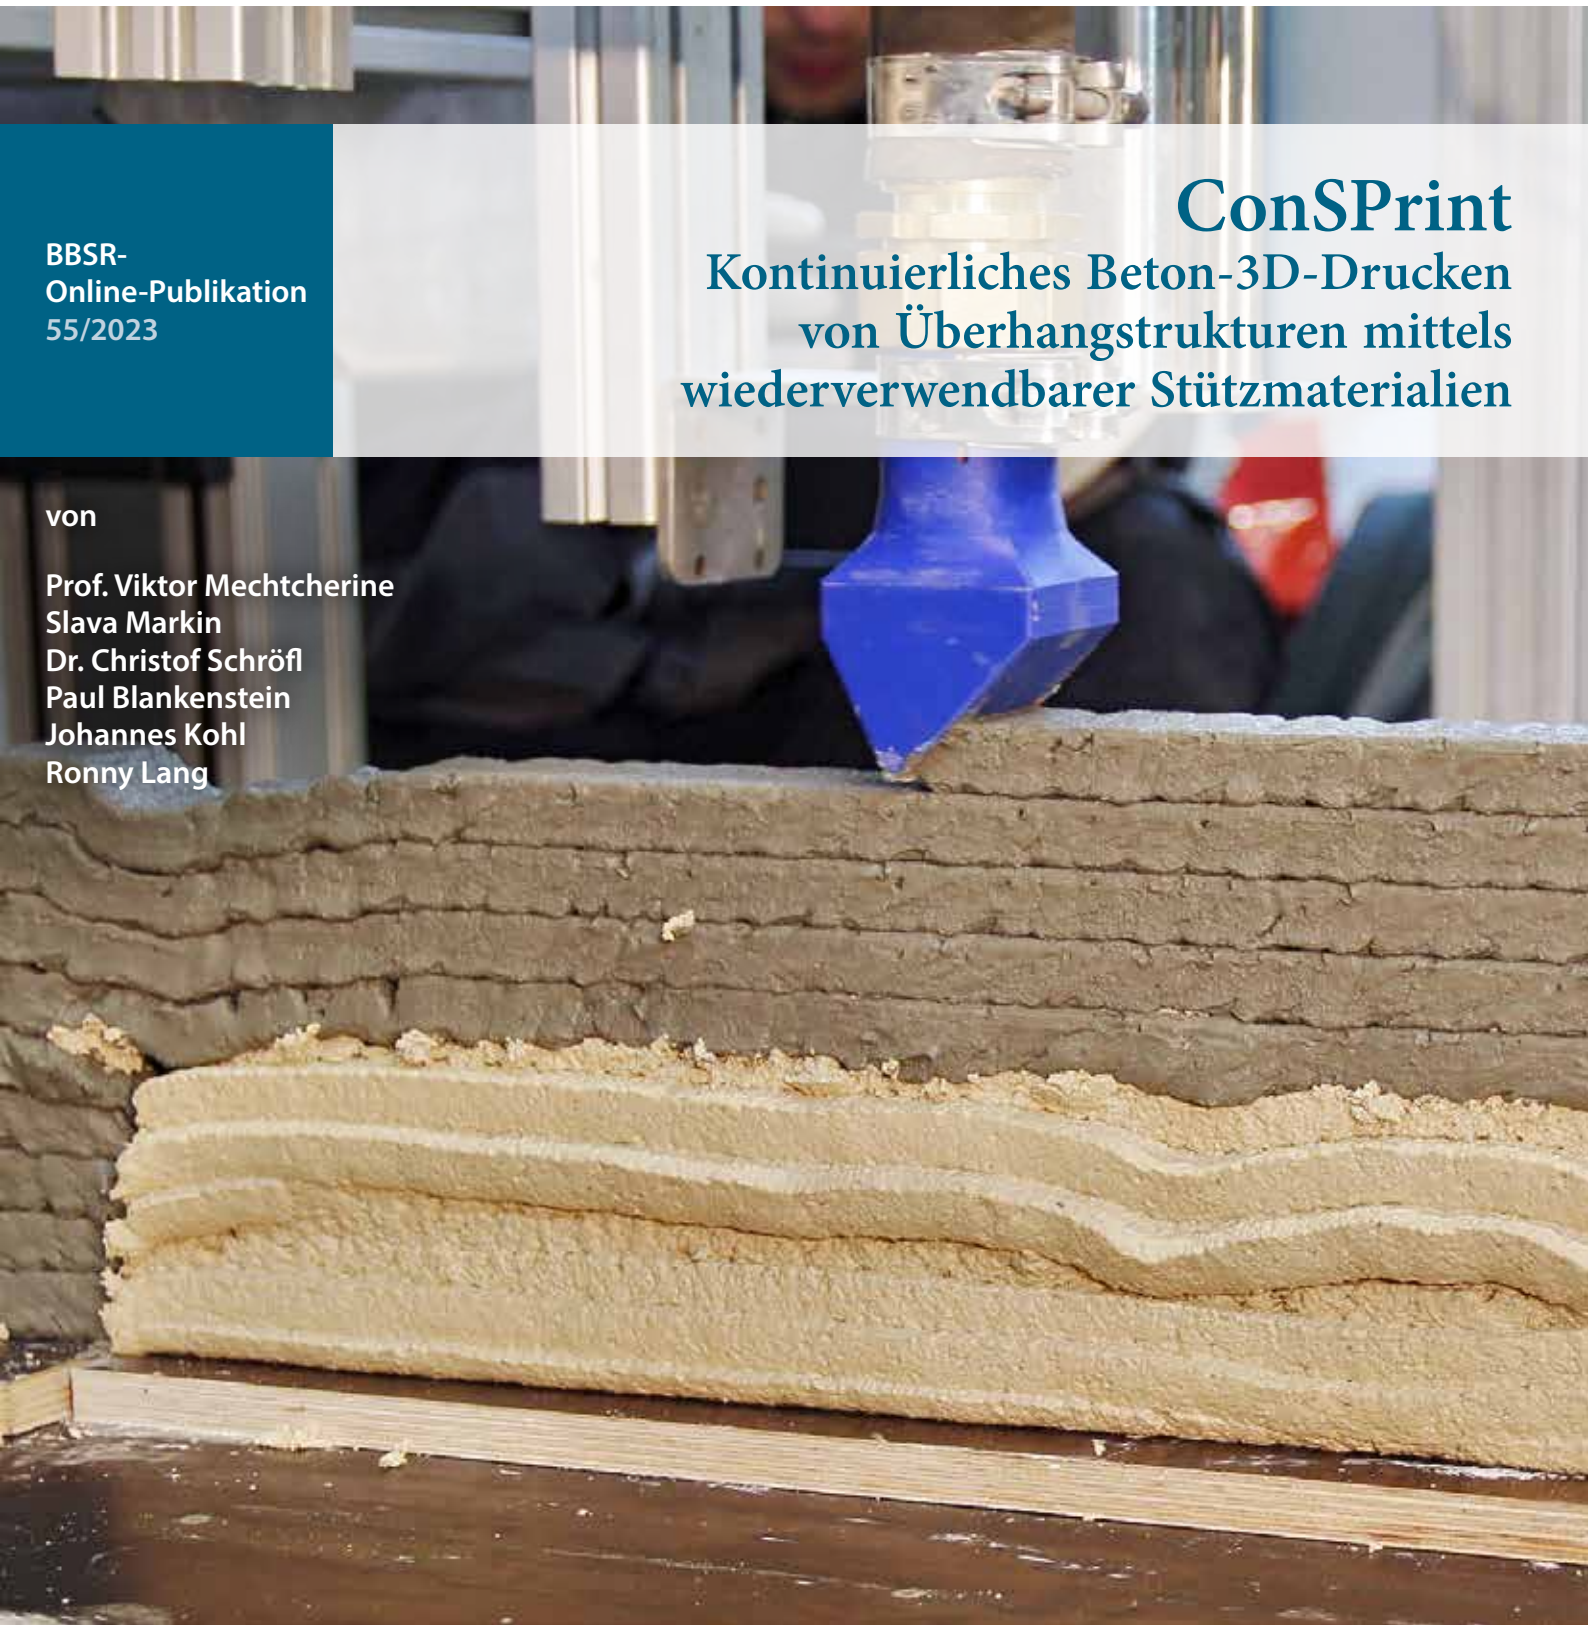 BBSR-
Online-Publikation
55/2023
ConSPrint
Kontinuierliches Beton-3D-Drucken
von Überhangstrukturen mittels
wiederverwendbarer Stützmaterialien
von
Prof. Viktor Mechtcherine
Slava Markin
Dr. Christof Schröfl
Paul Blankenstein
Johannes Kohl
Ronny Lang